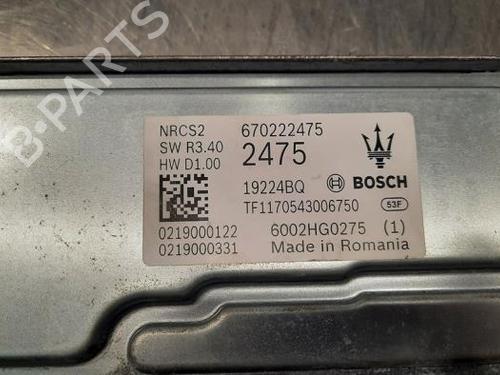 NRCS2 670222475
SW R3.40
HW D1.00 2475
19224BQ BOSCH
TF1170543006750 53F
0219000122 6002HG0275 (1)
0219000331 Made in Romania
B-PARTS